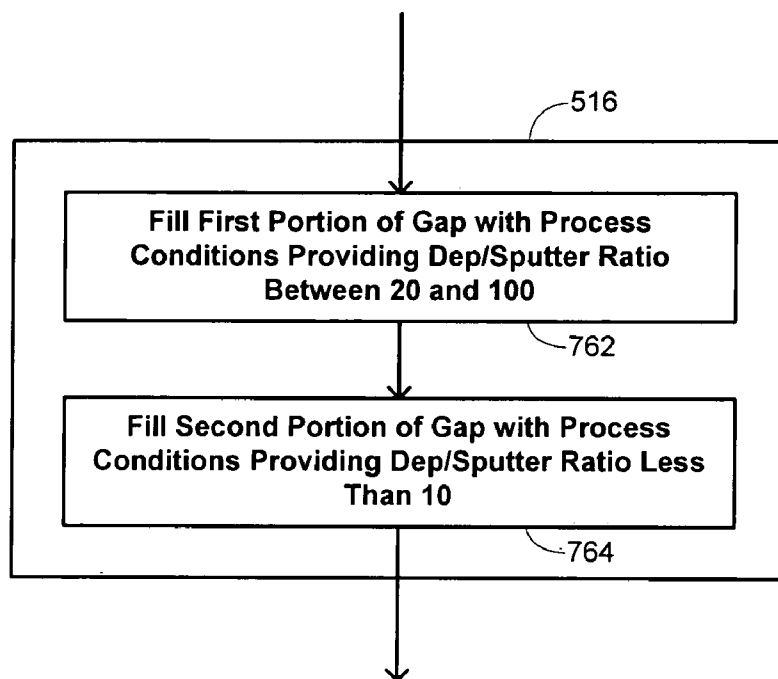 516
Fill First Portion of Gap with Process
Conditions Providing Dep/Sputter Ratio
Between 20 and 100
762
Fill Second Portion of Gap with Process
Conditions Providing Dep/Sputter Ratio Less
Than 10
764